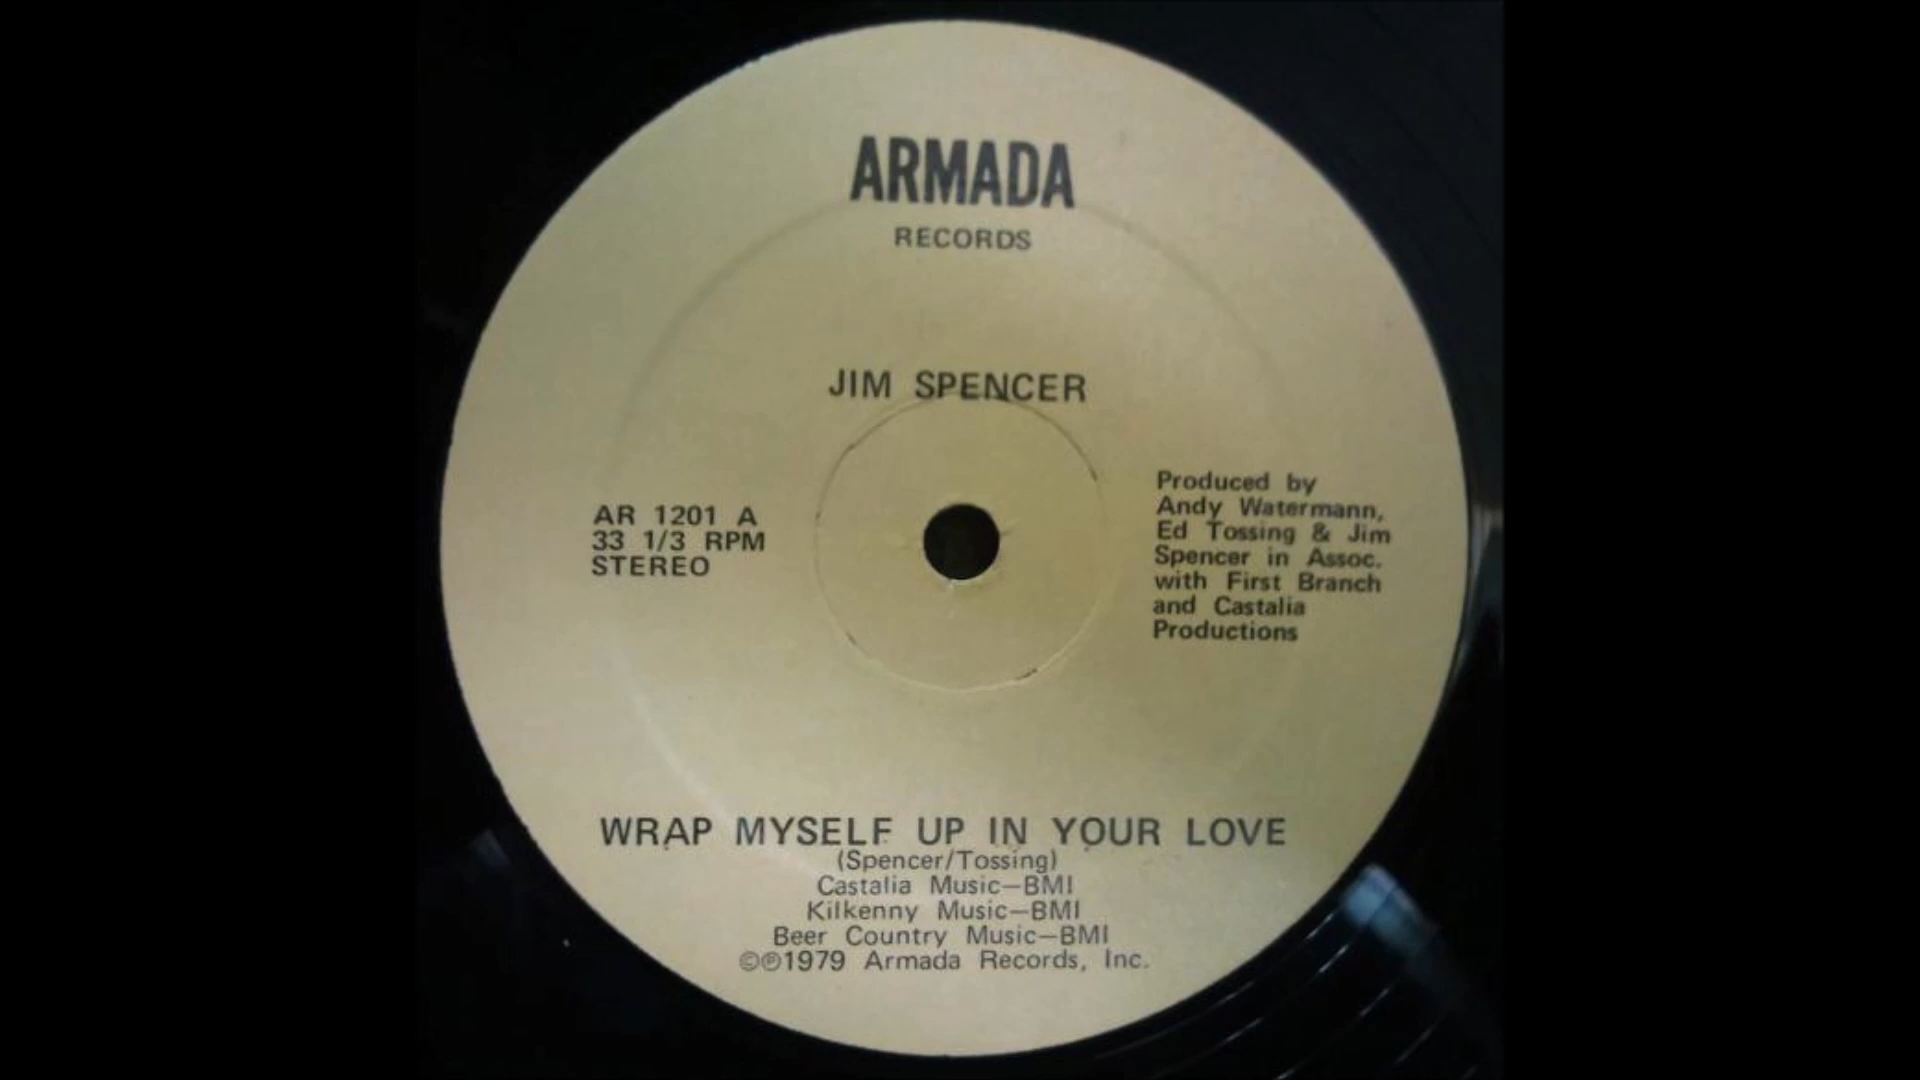 ARMADA
RECORDS
JIM SPENCER
AR 1201 A
33 1/3 RPM
STEREO
Produced by
Andy Watermann,
Ed Tossing & Jim
Spencer in Assoc.
with First Branch
and Castalia
Productions
WRAP MYSELF UP IN YOUR LOVE
(Spencer/Tossing)
Castalia Music—BMI
Kilkenny Music—BMI
Beer Country Music—BMI
©℗1979 Armada Records, Inc.